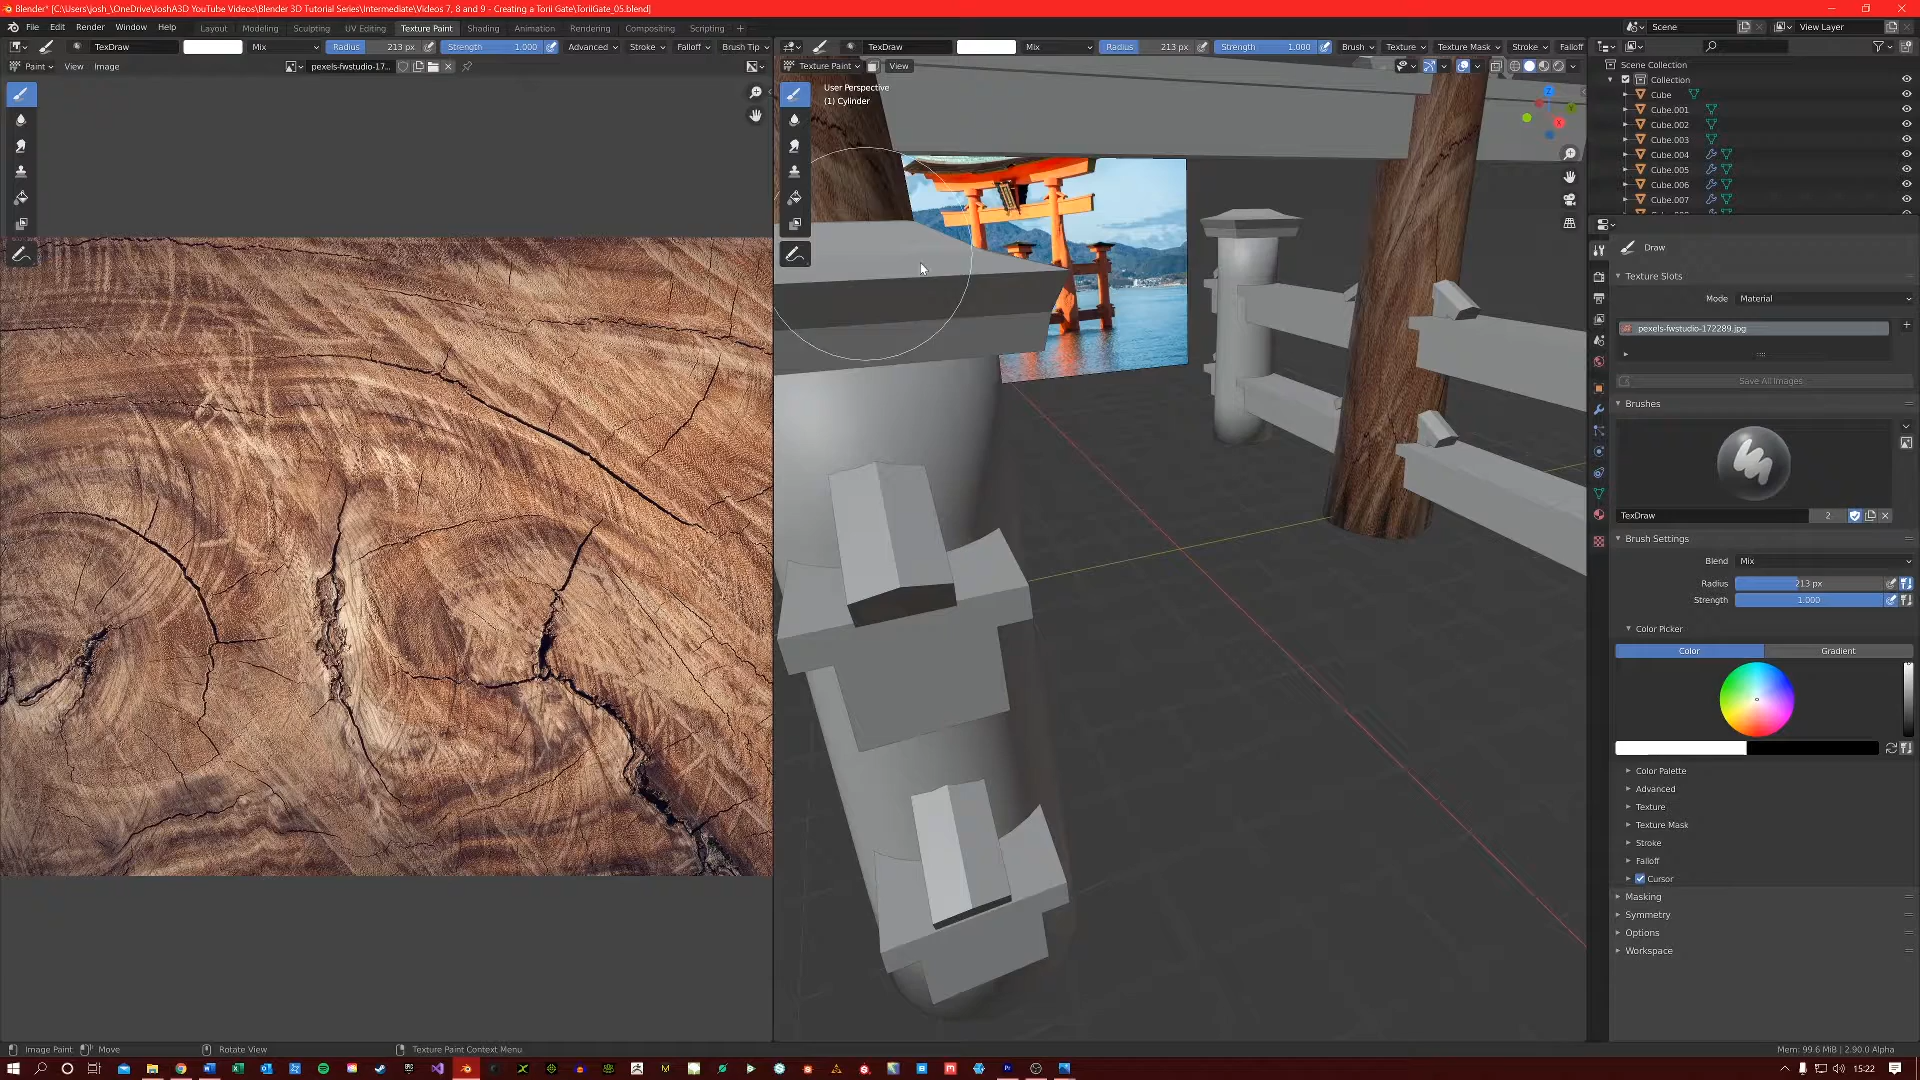 Blender* [C:\Users\josh_\OneDrive\JoshA3D YouTube Videos\Blender 3D Tutorial Series\Intermediate\Videos 7, 8 and 9 - Creating a Torii Gate\ToriiGate_05.blend]
File Edit Render Window Help Layout Modeling Sculpting UV Editing Texture Paint Shading Animation Rendering Compositing Scripting + Scene View Layer
TexDraw Mix Radius 213 px Strength 1.000 Advanced Stroke Falloff Brush Tip TexDraw Mix Radius 213 px Strength 1.000 Brush Texture Texture Mask Stroke Falloff
Paint View Image pexels-fwstudio-17... Texture Paint View
User Perspective
(1) Cylinder
Scene Collection
Collection
Cube
Cube.001
Cube.002
Cube.003
Cube.004
Cube.005
Cube.006
Cube.007
Draw
Texture Slots
Mode Material
pexels-fwstudio-172289.jpg
Save All Images
Brushes
TexDraw 2
Brush Settings
Blend Mix
Radius 213 px
Strength 1.000
Color Picker
Color Gradient
Color Palette
Advanced
Texture
Texture Mask
Stroke
Falloff
Cursor
Masking
Symmetry
Options
Workspace
Image Paint Move Rotate View Texture Paint Context Menu Mem: 99.6 MiB | 2.90.0 Alpha
15:22